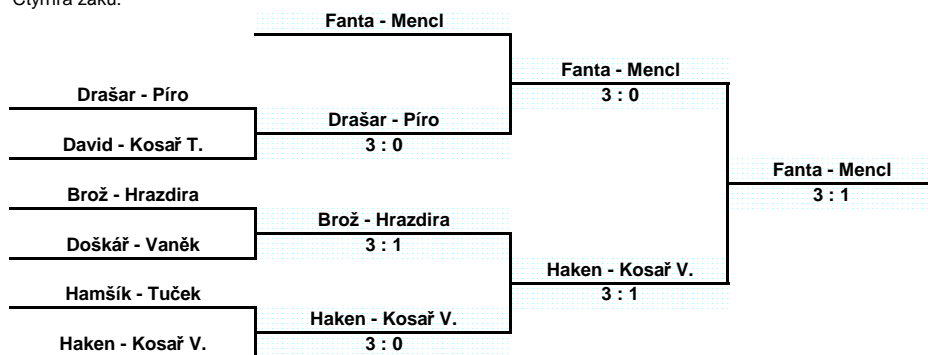 Čtyřhra žáků:
Fanta - Mencl
Fanta - Mencl
3 : 0
Drašar - Píro
Drašar - Píro
3 : 0
David - Kosař T.
Fanta - Mencl
3 : 1
Brož - Hrazdira
Brož - Hrazdira
3 : 1
Doškář - Vaněk
Haken - Kosař V.
3 : 1
Hamšík - Tuček
Haken - Kosař V.
3 : 0
Haken - Kosař V.